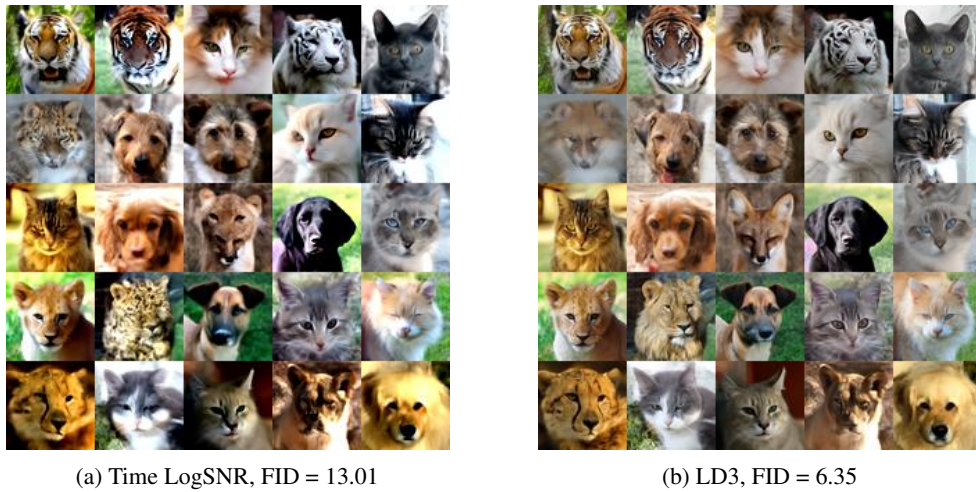 (a) Time LogSNR, FID = 13.01
(b) LD3, FID = 6.35